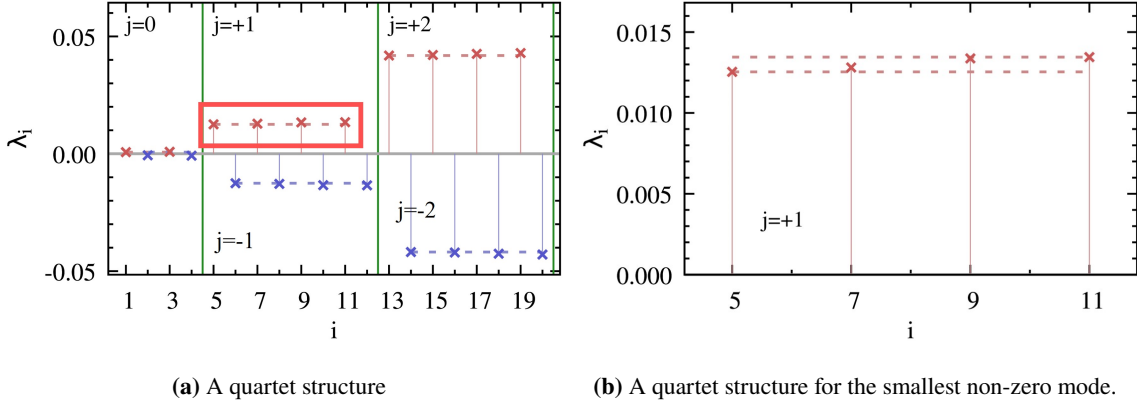 j=0
j=+1
j=+2
0.05
0.00
-0.05
λi
j=-1
j=-2
1 3 5 7 9 11 13 15 17 19
i
(a) A quartet structure
0.015
0.010
0.005
0.000
λi
j=+1
5 7 9 11
i
(b) A quartet structure for the smallest non-zero mode.